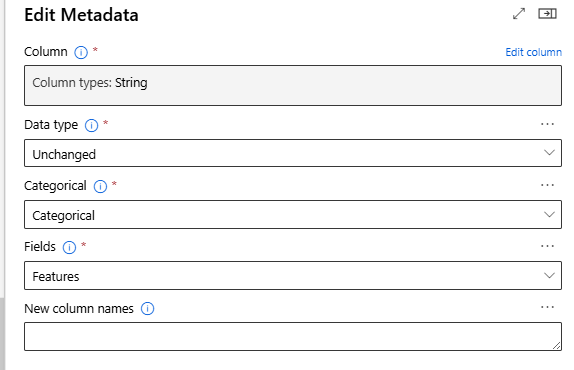 Edit Metadata
Column * Edit column
Column types: String
Data type * ...
Unchanged
Categorical * ...
Categorical
Fields * ...
Features
New column names ...